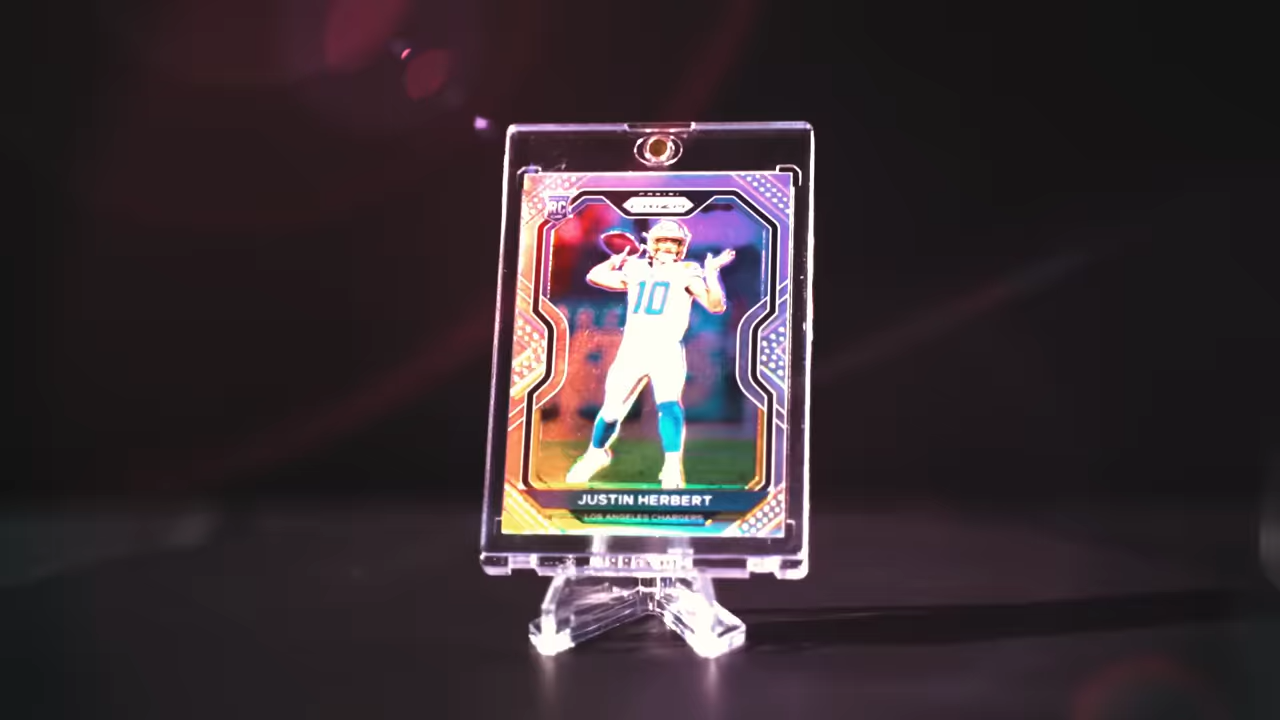 PANINI
RC
PRIZM
10
JUSTIN HERBERT
LOS ANGELES CHARGERS